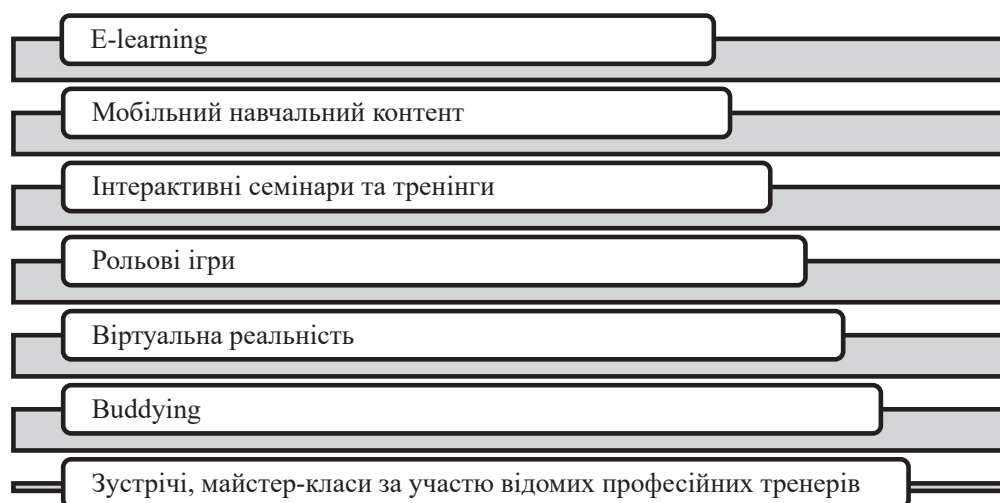 E-learning
Мобільний навчальний контент
Інтерактивні семінари та тренінги
Рольові ігри
Віртуальна реальність
Buddying
Зустрічі, майстер-класи за участю відомих професійних тренерів